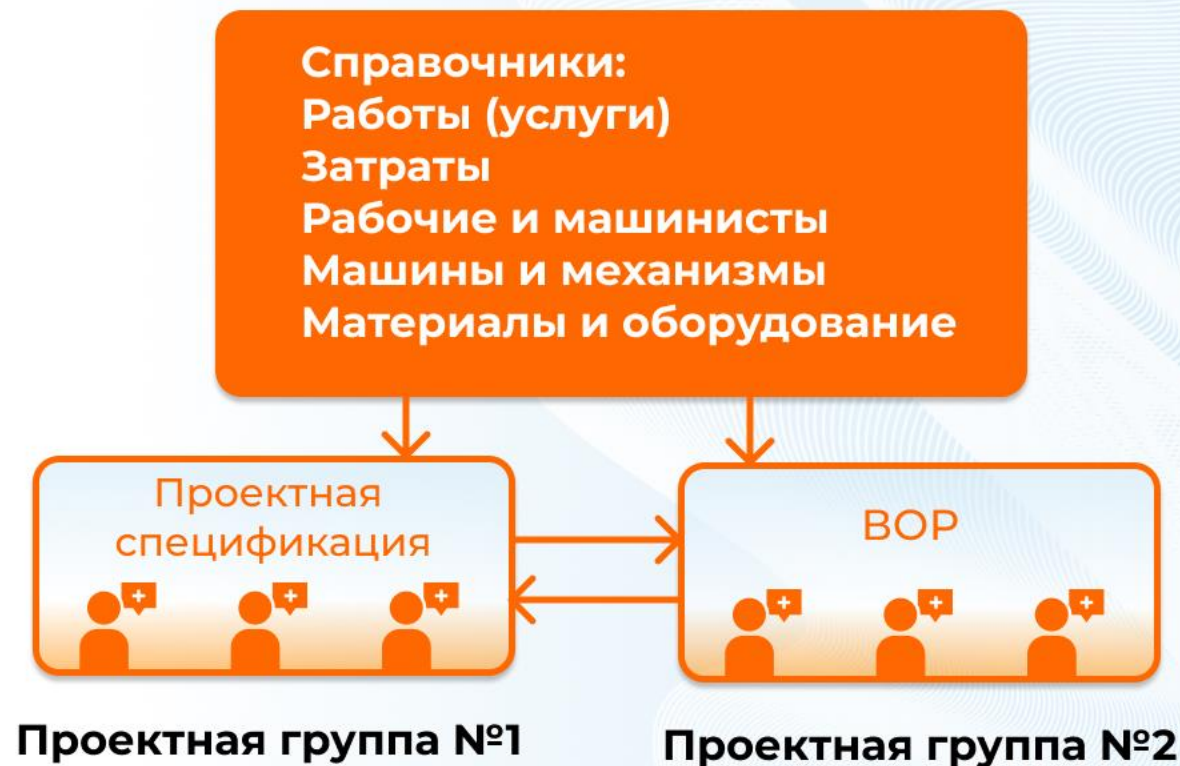 Справочники:
Работы (услуги)
Затраты
Рабочие и машинисты
Машины и механизмы
Материалы и оборудование
Проектная
спецификация
ВОР
Проектная группа №1
Проектная группа №2